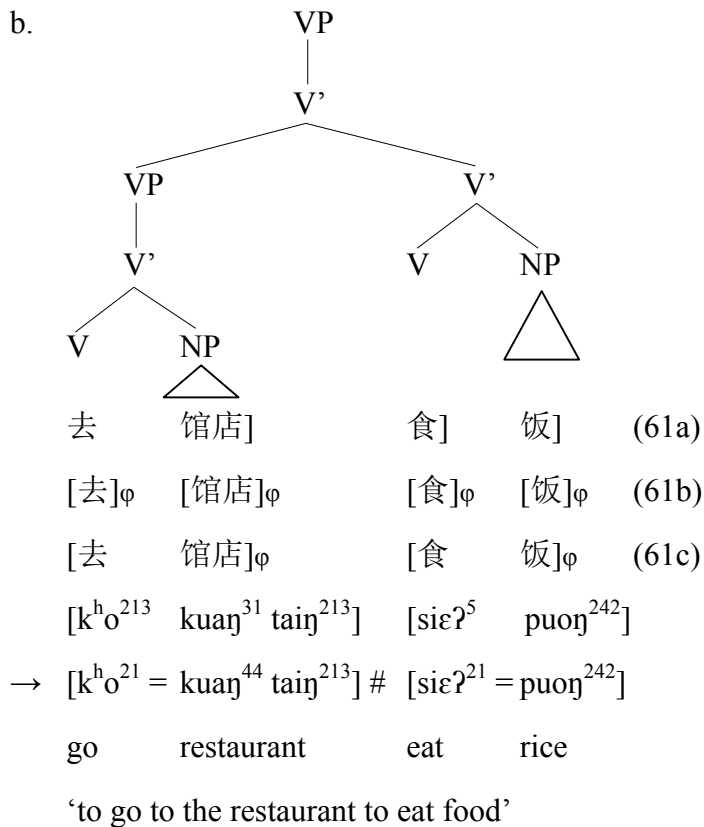 b. VP
V’
VP V’
V’ V NP
V NP
去 馆店] 食] 饭] (61a)
[去]φ [馆店]φ [食]φ [饭]φ (61b)
[去 馆店]φ [食 饭]φ (61c)
[kʰo²¹³ kuaŋ³¹ taiŋ²¹³] [siɛʔ⁵ puoŋ²⁴²]
→ [kʰo²¹ = kuaŋ⁴⁴ taiŋ²¹³] # [siɛʔ²¹ = puoŋ²⁴²]
go restaurant eat rice
‘to go to the restaurant to eat food’